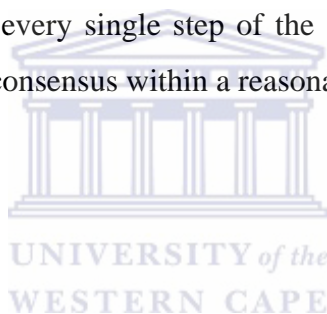 every single step of the
consensus within a reasona
UNIVERSITY of the
WESTERN CAPE